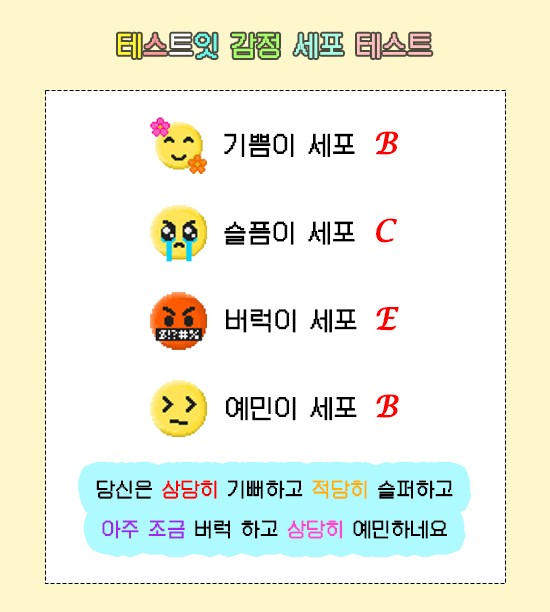 테스트잇 감정 세포 테스트
기쁨이 세포 B
슬픔이 세포 C
버럭이 세포 E
$!?#%
예민이 세포 B
당신은 상당히 기뻐하고 적당히 슬퍼하고
아주 조금 버럭 하고 상당히 예민하네요